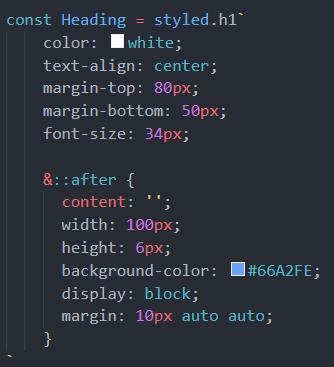 const Heading = styled.h1`
color: white;
text-align: center;
margin-top: 80px;
margin-bottom: 50px;
font-size: 34px;
&::after {
content: '';
width: 100px;
height: 6px;
background-color: #66A2FE;
display: block;
margin: 10px auto auto;
}
`